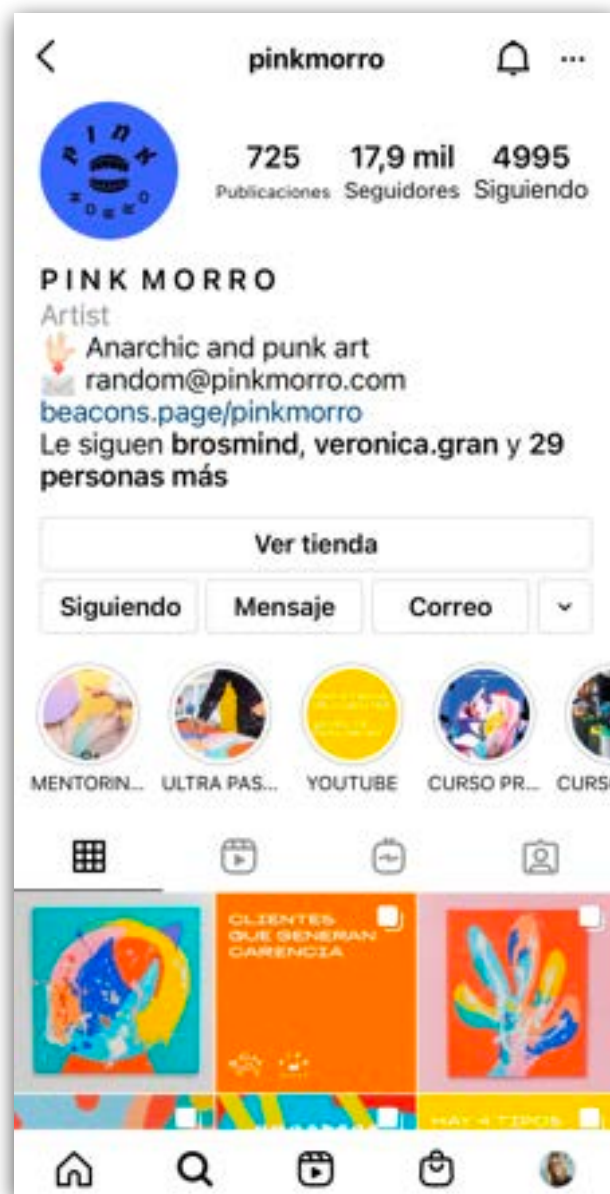 pinkmorro
PINK
MORRO
725 17,9 mil 4995
Publicaciones Seguidores Siguiendo
PINK MORRO
Artist
Anarchic and punk art
random@pinkmorro.com
beacons.page/pinkmorro
Le siguen brosmind, veronica.gran y 29
personas más
Ver tienda
Siguiendo Mensaje Correo
MENTORIN... ULTRA PAS... YOUTUBE CURSO PR... CURS
CLIENTES
QUE GENERAN
CARENCIA
HAY 4 TIPOS